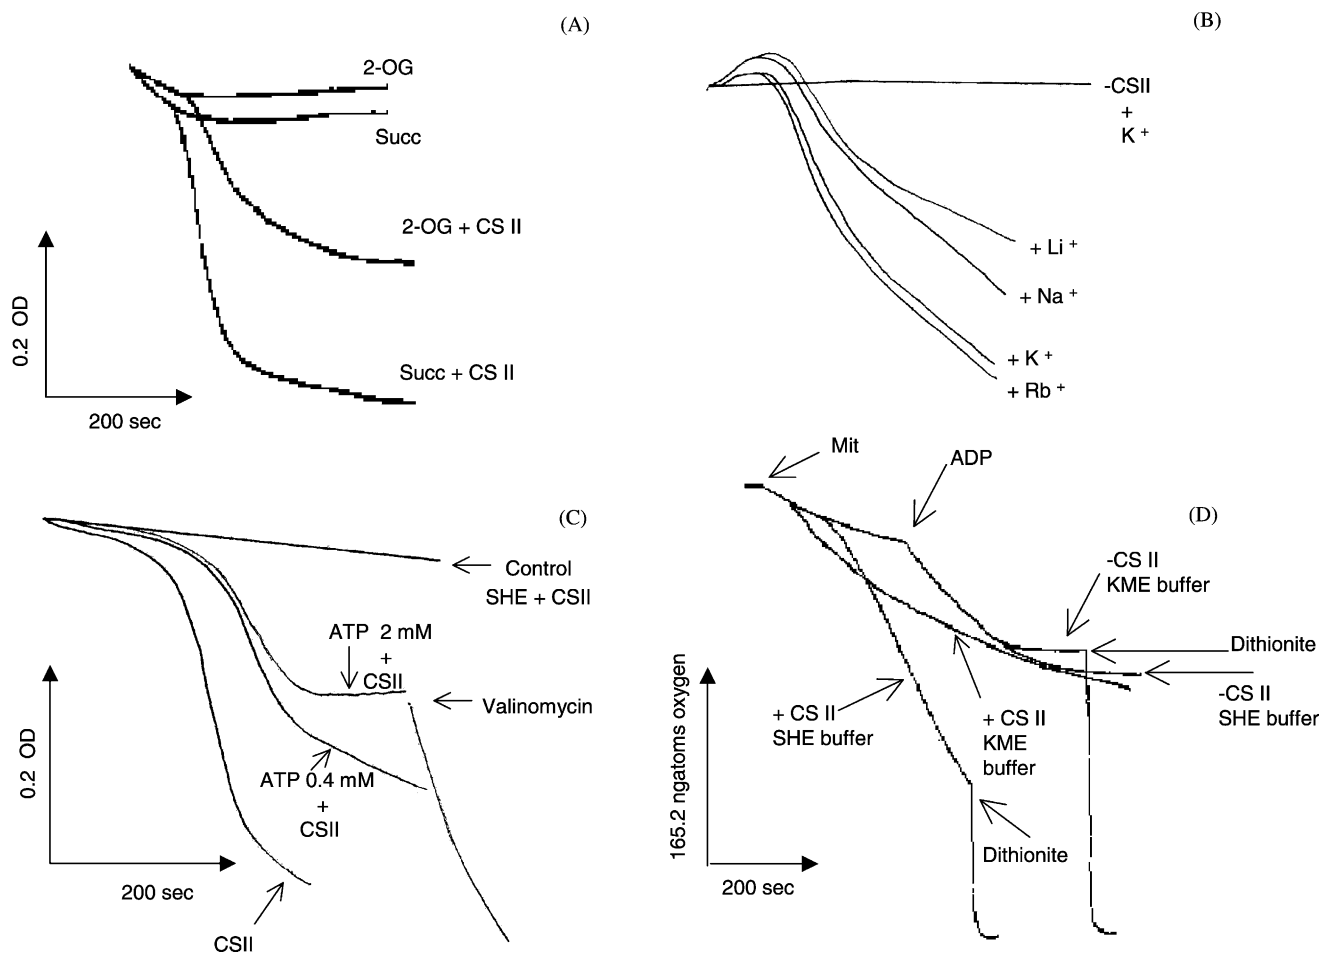 (A)
2-OG
Succ
2-OG + CS II
Succ + CS II
0.2 OD
200 sec
(B)
-CSII
+
K +
+ Li +
+ Na +
+ K +
+ Rb +
(C)
Control
SHE + CSII
ATP 2 mM
+
CSII
Valinomycin
ATP 0.4 mM
+
CSII
CSII
0.2 OD
200 sec
(D)
Mit
ADP
-CS II
KME buffer
Dithionite
-CS II
SHE buffer
+ CS II
SHE buffer
+ CS II
KME
buffer
Dithionite
165.2 ngatoms oxygen
200 sec